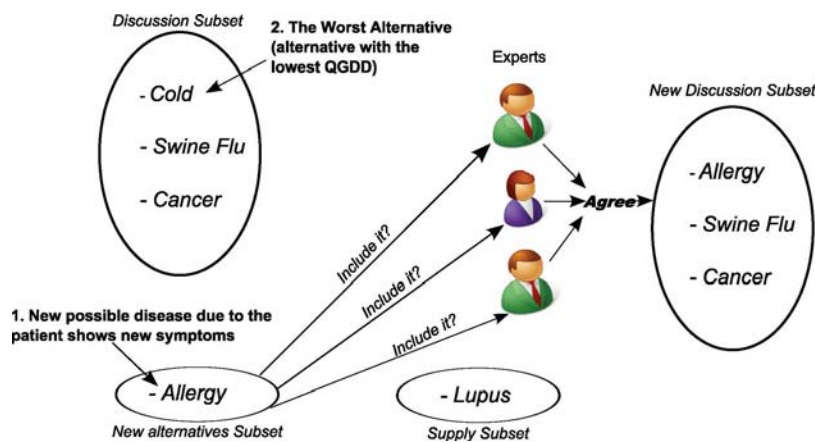 Discussion Subset
2. The Worst Alternative
(alternative with the
lowest QGDD)
- Cold
- Swine Flu
- Cancer
Experts
New Discussion Subset
- Allergy
- Swine Flu
- Cancer
Agree
Include it?
Include it?
Include it?
1. New possible disease due to the
patient shows new symptoms
- Allergy
New alternatives Subset
- Lupus
Supply Subset